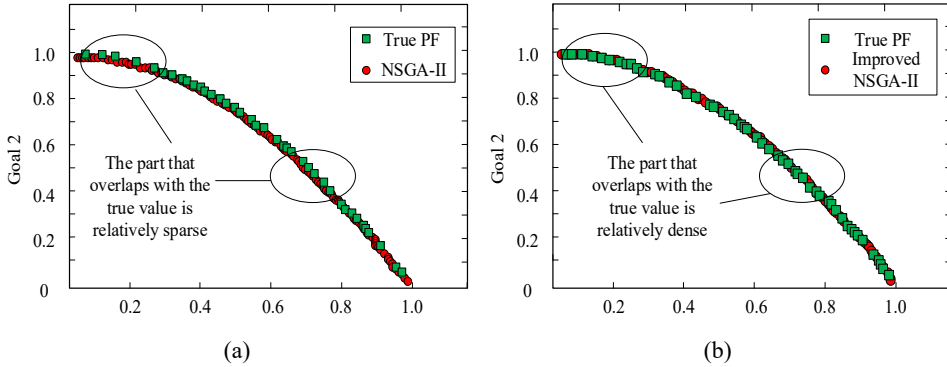 1.0
0.8
0.6
0.4
0.2
0
Goal 2
True PF
NSGA-II
The part that
overlaps with the
true value is
relatively sparse
0.2
0.4
0.6
0.8
1.0
(a)
1.0
0.8
0.6
0.4
0.2
0
Goal 2
True PF
Improved
NSGA-II
The part that
overlaps with the
true value is
relatively dense
0.2
0.4
0.6
0.8
1.0
(b)